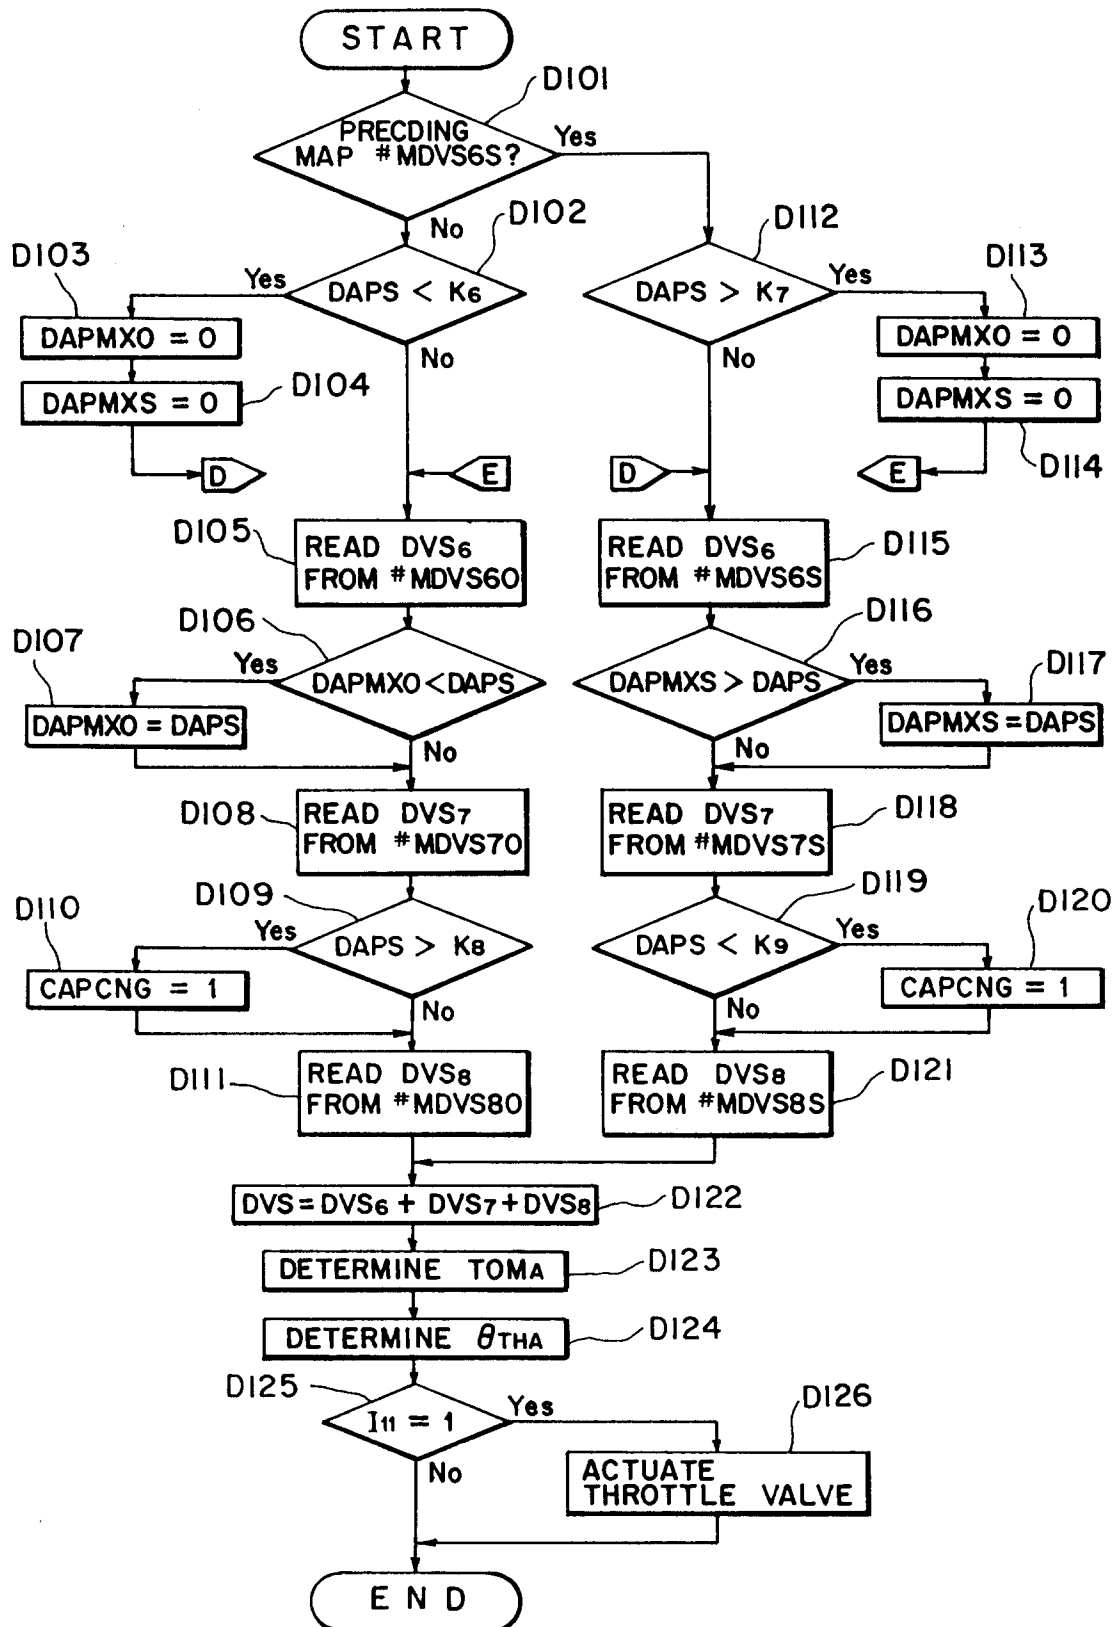 START
D101
PRECDING
MAP #MDVS6S?
Yes
No
D102
D112
D103
Yes
DAPS < K6
DAPS > K7
Yes
D113
DAPMXO = 0
No
No
DAPMXO = 0
D104
DAPMXS = 0
DAPMXS = 0
D114
D
E
D
E
D105
READ DVS6
FROM #MDVS6O
READ DVS6
FROM #MDVS6S
D115
D106
D116
D107
Yes
DAPMXO < DAPS
DAPMXS > DAPS
Yes
D117
DAPMXO = DAPS
DAPMXS = DAPS
No
No
D108
READ DVS7
FROM #MDVS7O
READ DVS7
FROM #MDVS7S
D118
D109
D119
D110
Yes
DAPS > K8
DAPS < K9
Yes
D120
CAPCNG = 1
CAPCNG = 1
No
No
D111
READ DVS8
FROM #MDVS8O
READ DVS8
FROM #MDVS8S
D121
DVS = DVS6 + DVS7 + DVS8
D122
DETERMINE TOMA
D123
DETERMINE θTHA
D124
D125
I11 = 1
Yes
D126
No
ACTUATE
THROTTLE VALVE
END